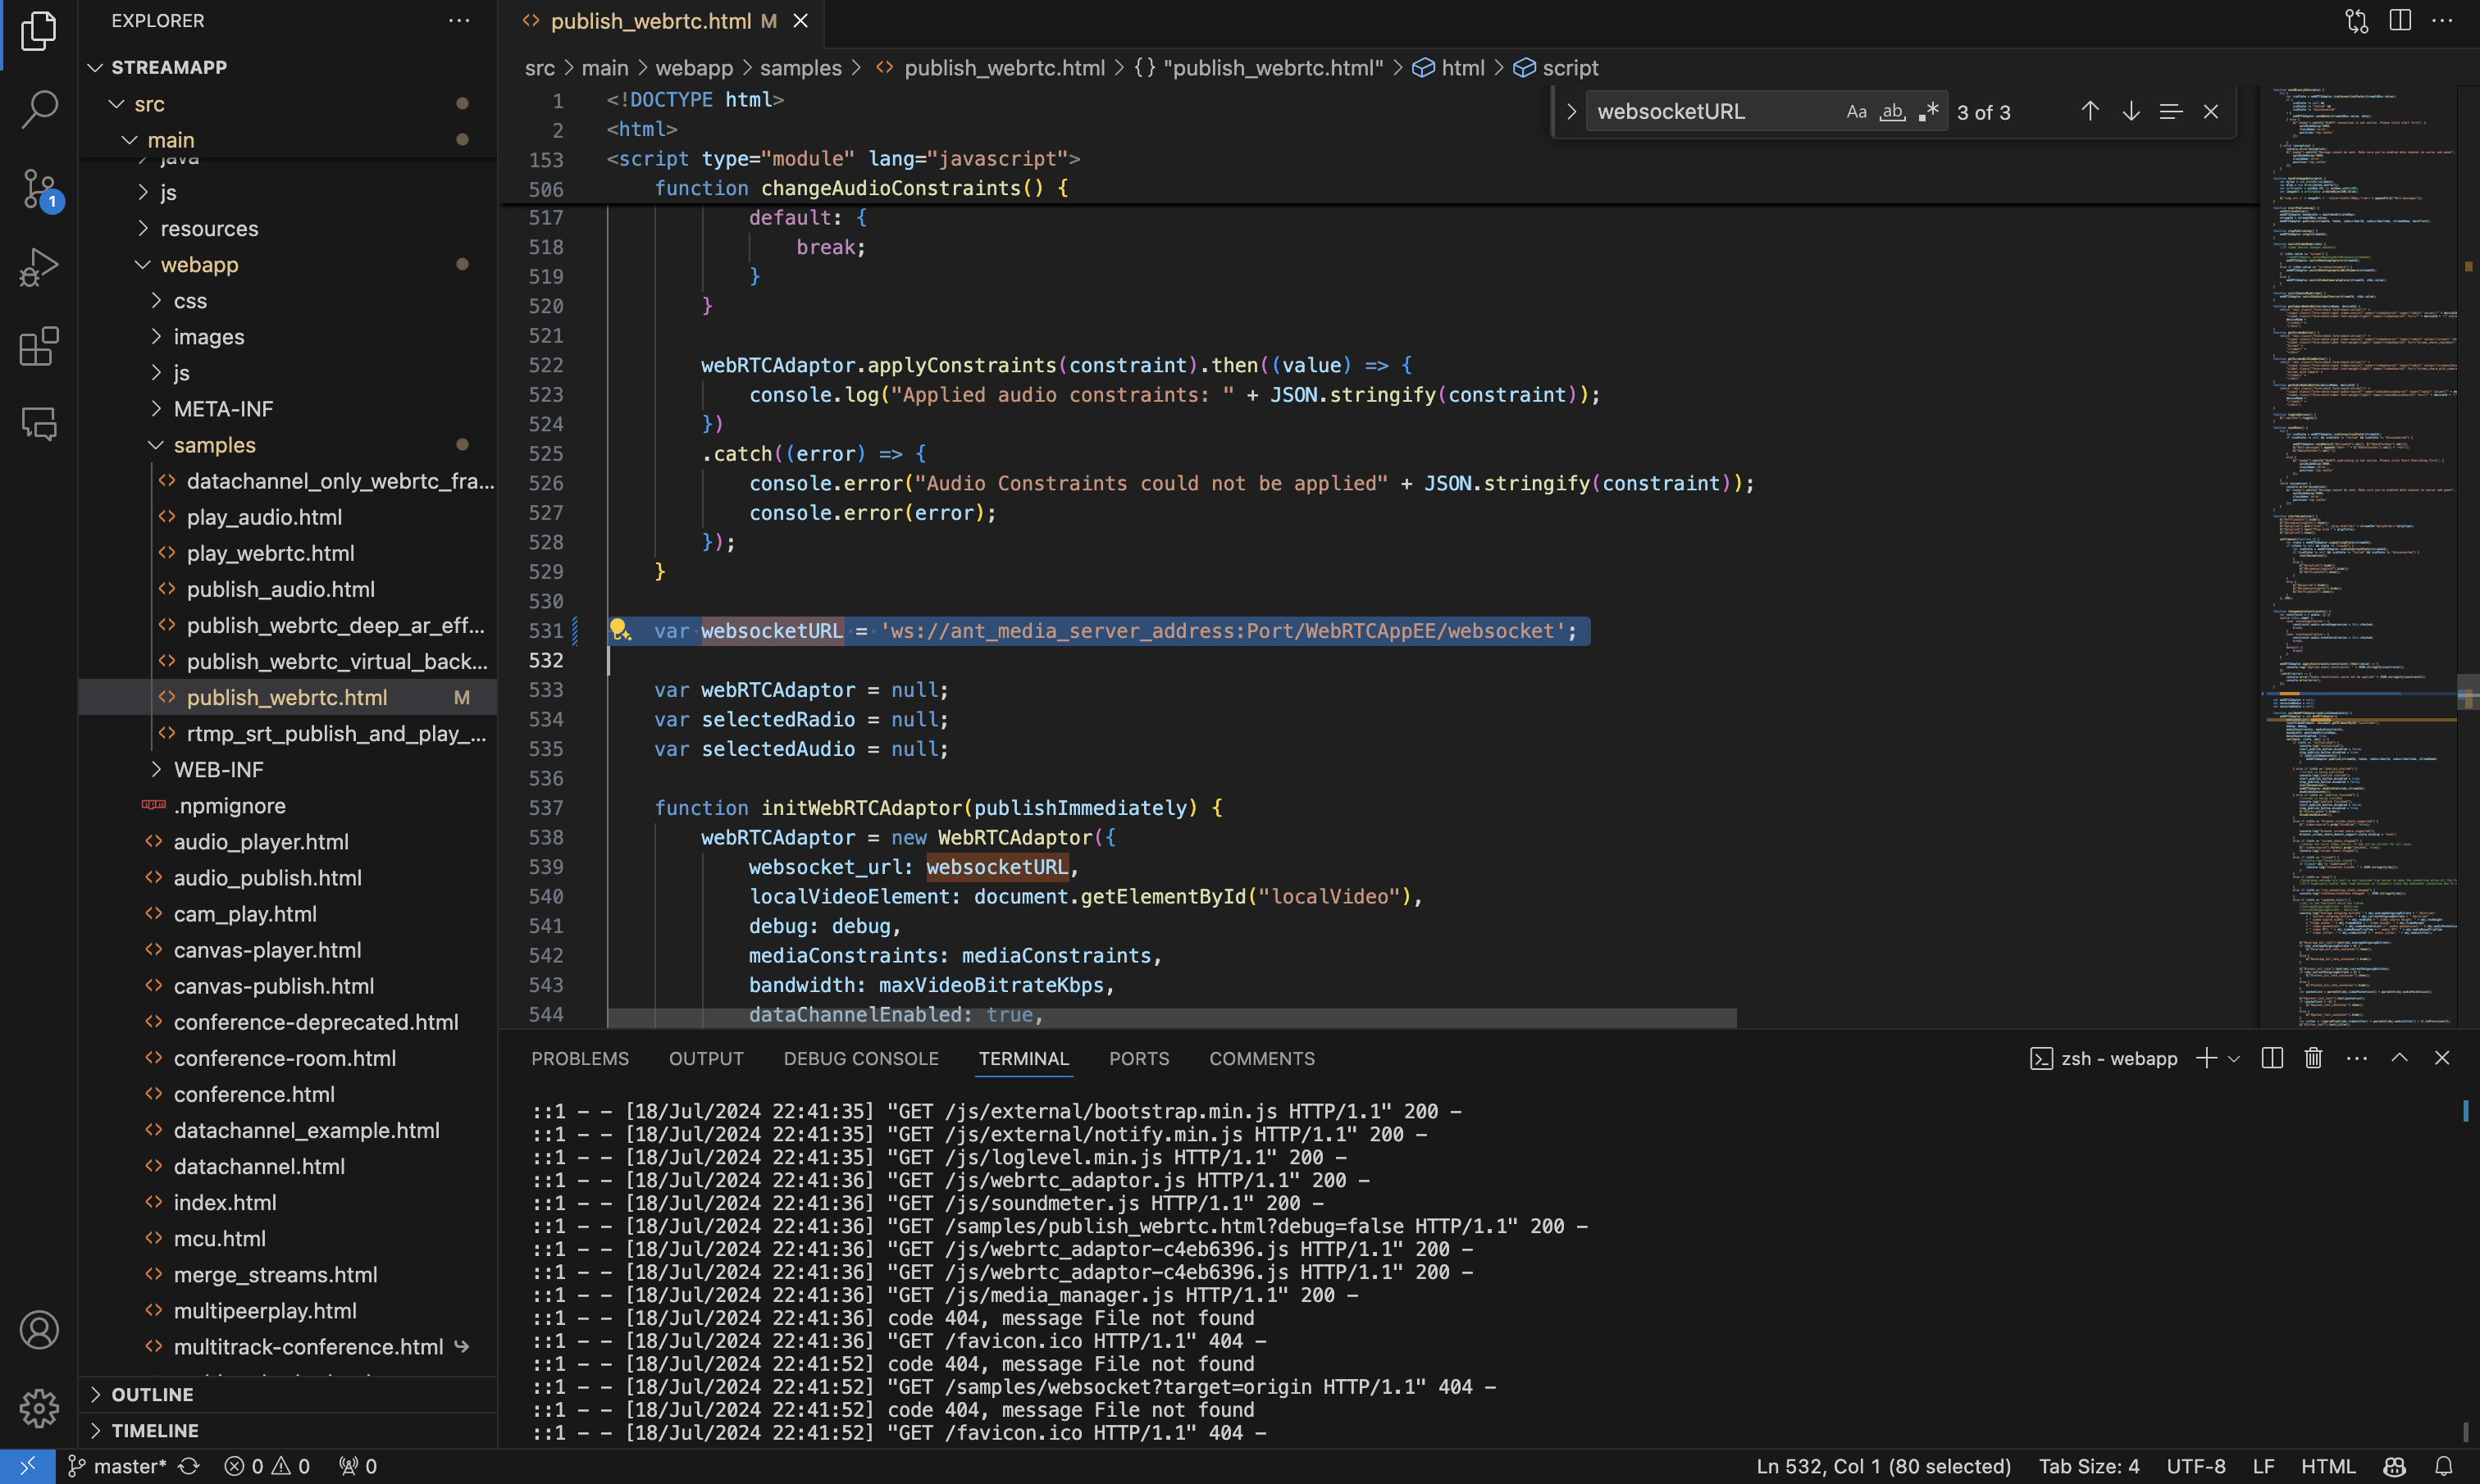 EXPLORER
STREAMAPP
src
main
java
js
resources
webapp
css
images
js
META-INF
samples
datachannel_only_webrtc_fra...
play_audio.html
play_webrtc.html
publish_audio.html
publish_webrtc_deep_ar_eff...
publish_webrtc_virtual_back...
publish_webrtc.html M
rtmp_srt_publish_and_play_...
WEB-INF
.npmignore
audio_player.html
audio_publish.html
cam_play.html
canvas-player.html
canvas-publish.html
conference-deprecated.html
conference-room.html
conference.html
datachannel_example.html
datachannel.html
index.html
mcu.html
merge_streams.html
multipeerplay.html
multitrack-conference.html
OUTLINE
TIMELINE
1
publish_webrtc.html M
src > main > webapp > samples > publish_webrtc.html > {} "publish_webrtc.html" > html > script
websocketURL Aa ab .* 3 of 3
1 <!DOCTYPE html>
2 <html>
153 <script type="module" lang="javascript">
506 function changeAudioConstraints() {
517 default: {
518 break;
519 }
520 }
521
522 webRTCAdaptor.applyConstraints(constraint).then((value) => {
523 console.log("Applied audio constraints: " + JSON.stringify(constraint));
524 })
525 .catch((error) => {
526 console.error("Audio Constraints could not be applied" + JSON.stringify(constraint));
527 console.error(error);
528 });
529 }
530
531 var websocketURL = 'ws://ant_media_server_address:Port/WebRTCAppEE/websocket';
532
533 var webRTCAdaptor = null;
534 var selectedRadio = null;
535 var selectedAudio = null;
536
537 function initWebRTCAdaptor(publishImmediately) {
538 webRTCAdaptor = new WebRTCAdaptor({
539 websocket_url: websocketURL,
540 localVideoElement: document.getElementById("localVideo"),
541 debug: debug,
542 mediaConstraints: mediaConstraints,
543 bandwidth: maxVideoBitrateKbps,
544 dataChannelEnabled: true,
PROBLEMS OUTPUT DEBUG CONSOLE TERMINAL PORTS COMMENTS
zsh - webapp
::1 - - [18/Jul/2024 22:41:35] "GET /js/external/bootstrap.min.js HTTP/1.1" 200 -
::1 - - [18/Jul/2024 22:41:35] "GET /js/external/notify.min.js HTTP/1.1" 200 -
::1 - - [18/Jul/2024 22:41:35] "GET /js/loglevel.min.js HTTP/1.1" 200 -
::1 - - [18/Jul/2024 22:41:36] "GET /js/webrtc_adaptor.js HTTP/1.1" 200 -
::1 - - [18/Jul/2024 22:41:36] "GET /js/soundmeter.js HTTP/1.1" 200 -
::1 - - [18/Jul/2024 22:41:36] "GET /samples/publish_webrtc.html?debug=false HTTP/1.1" 200 -
::1 - - [18/Jul/2024 22:41:36] "GET /js/webrtc_adaptor-c4eb6396.js HTTP/1.1" 200 -
::1 - - [18/Jul/2024 22:41:36] "GET /js/webrtc_adaptor-c4eb6396.js HTTP/1.1" 200 -
::1 - - [18/Jul/2024 22:41:36] "GET /js/media_manager.js HTTP/1.1" 200 -
::1 - - [18/Jul/2024 22:41:36] code 404, message File not found
::1 - - [18/Jul/2024 22:41:36] "GET /favicon.ico HTTP/1.1" 404 -
::1 - - [18/Jul/2024 22:41:52] code 404, message File not found
::1 - - [18/Jul/2024 22:41:52] "GET /samples/websocket?target=origin HTTP/1.1" 404 -
::1 - - [18/Jul/2024 22:41:52] code 404, message File not found
::1 - - [18/Jul/2024 22:41:52] "GET /favicon.ico HTTP/1.1" 404 -
master* 0 0 0
Ln 532, Col 1 (80 selected) Tab Size: 4 UTF-8 LF HTML